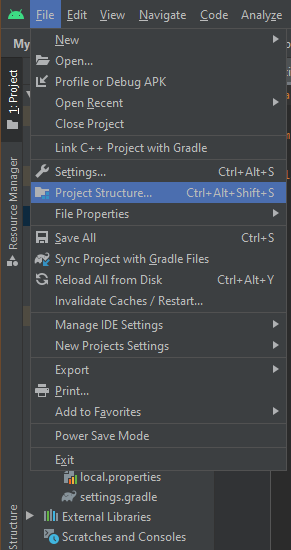 File Edit View Navigate Code Analyze
My
1: Project
New
Open...
Profile or Debug APK
Open Recent
Close Project
Link C++ Project with Gradle
Settings... Ctrl+Alt+S
Project Structure... Ctrl+Alt+Shift+S
File Properties
Save All Ctrl+S
Sync Project with Gradle Files
Reload All from Disk Ctrl+Alt+Y
Invalidate Caches / Restart...
Manage IDE Settings
New Projects Settings
Export
Print...
Add to Favorites
Power Save Mode
Exit
Resource Manager
local.properties
settings.gradle
External Libraries
Scratches and Consoles
Structure